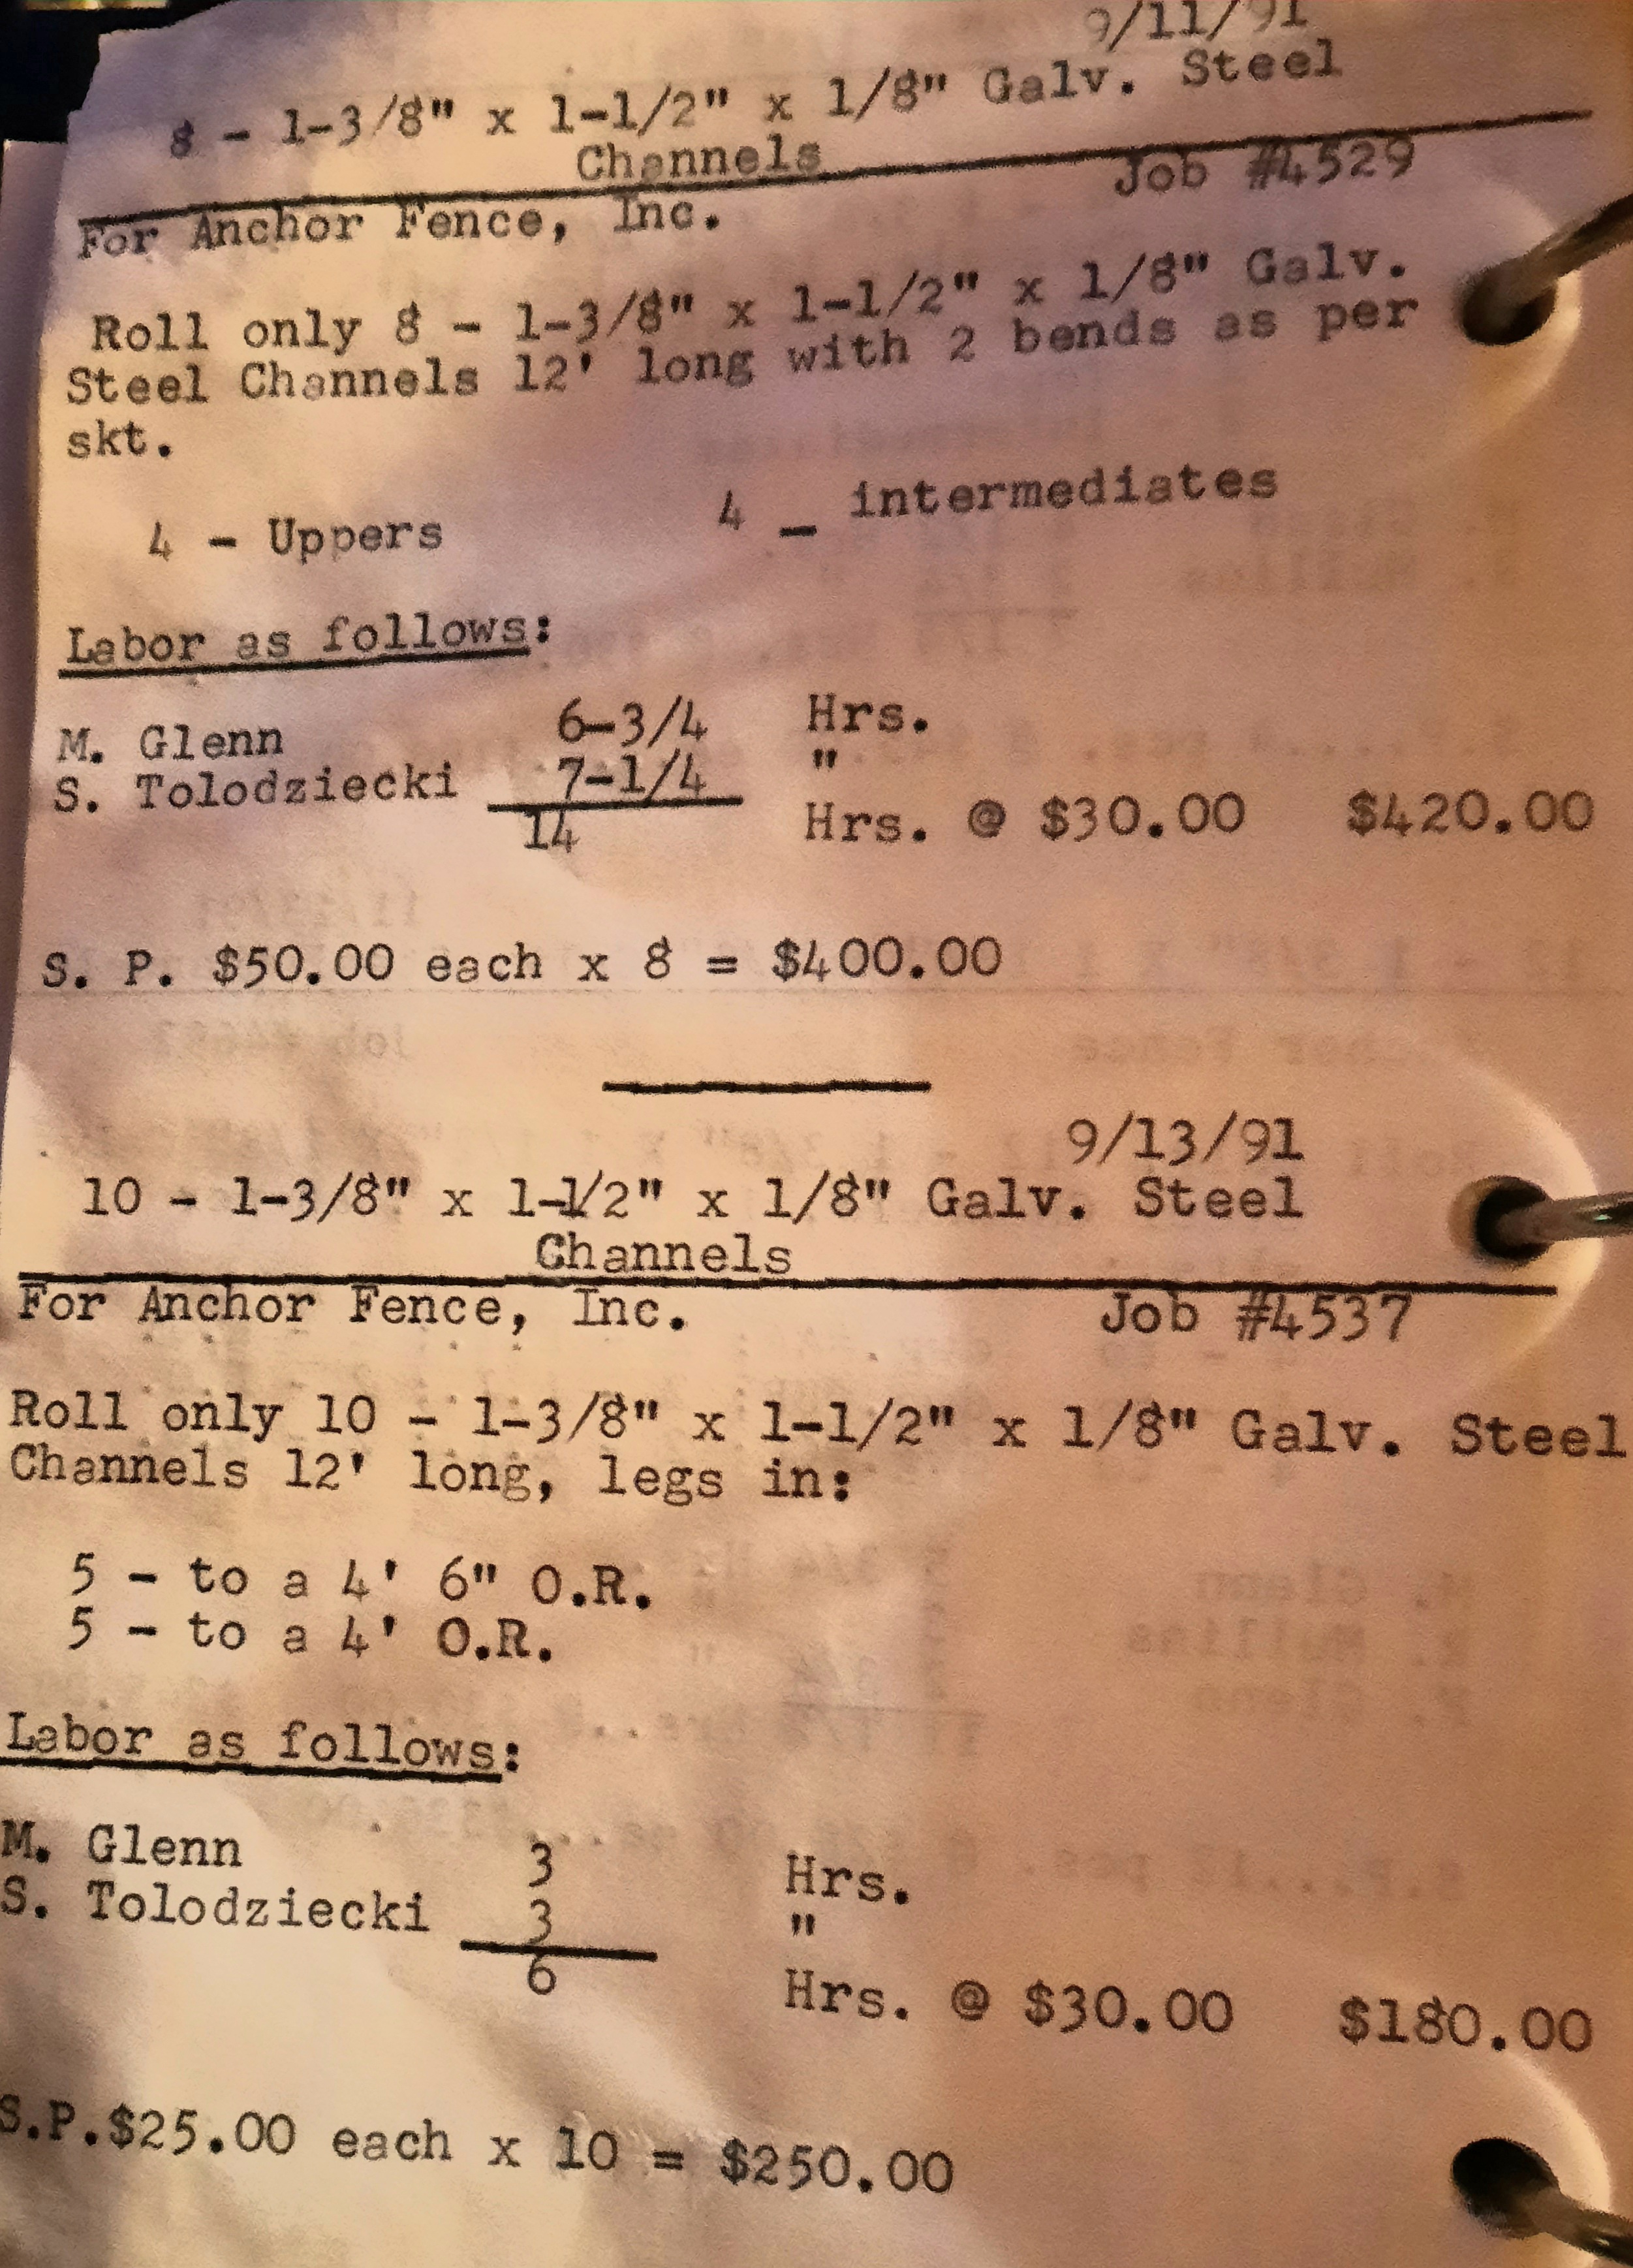 9/11/91
8 - 1-3/8" x 1-1/2" x 1/8" Galv. Steel
Channels
For Anchor Fence, Inc. Job #4529
Roll only 8 - 1-3/8" x 1-1/2" x 1/8" Galv.
Steel Channels 12' long with 2 bends as per
skt.
4 - Uppers 4 _ intermediates
Labor as follows:
M. Glenn 6-3/4 Hrs.
S. Tolodziecki 7-1/4 "
14 Hrs. @ $30.00 $420.00
S. P. $50.00 each x 8 = $400.00
9/13/91
10 - 1-3/8" x 1-1/2" x 1/8" Galv. Steel
Channels
For Anchor Fence, Inc. Job #4537
Roll only 10 - 1-3/8" x 1-1/2" x 1/8" Galv. Steel
Channels 12' long, legs in:
5 - to a 4' 6" O.R.
5 - to a 4' O.R.
Labor as follows:
M. Glenn 3 Hrs.
S. Tolodziecki 3 "
6 Hrs. @ $30.00 $180.00
S.P.$25.00 each x 10 = $250.00